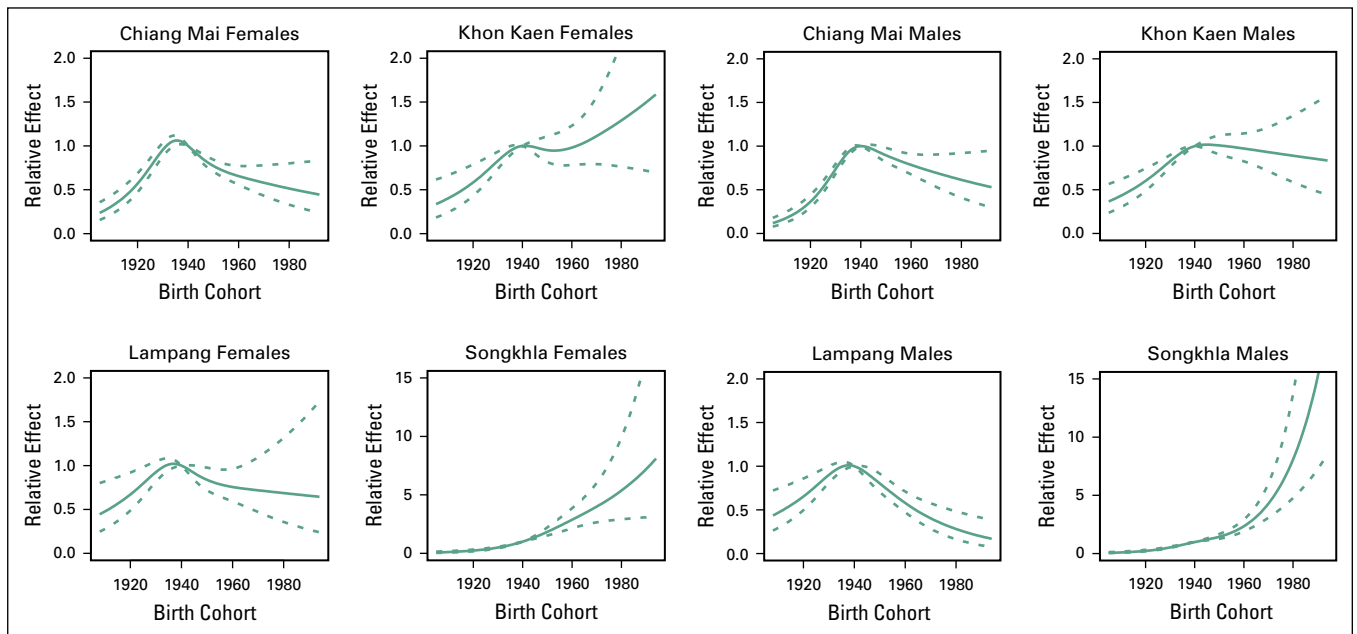 Chiang Mai Females
2.0
1.5
1.0
0.5
0.0
Relative Effect
1920 1940 1960 1980
Birth Cohort
Khon Kaen Females
2.0
1.5
1.0
0.5
0.0
Relative Effect
1920 1940 1960 1980
Birth Cohort
Chiang Mai Males
2.0
1.5
1.0
0.5
0.0
Relative Effect
1920 1940 1960 1980
Birth Cohort
Khon Kaen Males
2.0
1.5
1.0
0.5
0.0
Relative Effect
1920 1940 1960 1980
Birth Cohort
Lampang Females
2.0
1.5
1.0
0.5
0.0
Relative Effect
1920 1940 1960 1980
Birth Cohort
Songkhla Females
15
10
5
0
Relative Effect
1920 1940 1960 1980
Birth Cohort
Lampang Males
2.0
1.5
1.0
0.5
0.0
Relative Effect
1920 1940 1960 1980
Birth Cohort
Songkhla Males
15
10
5
0
Relative Effect
1920 1940 1960 1980
Birth Cohort